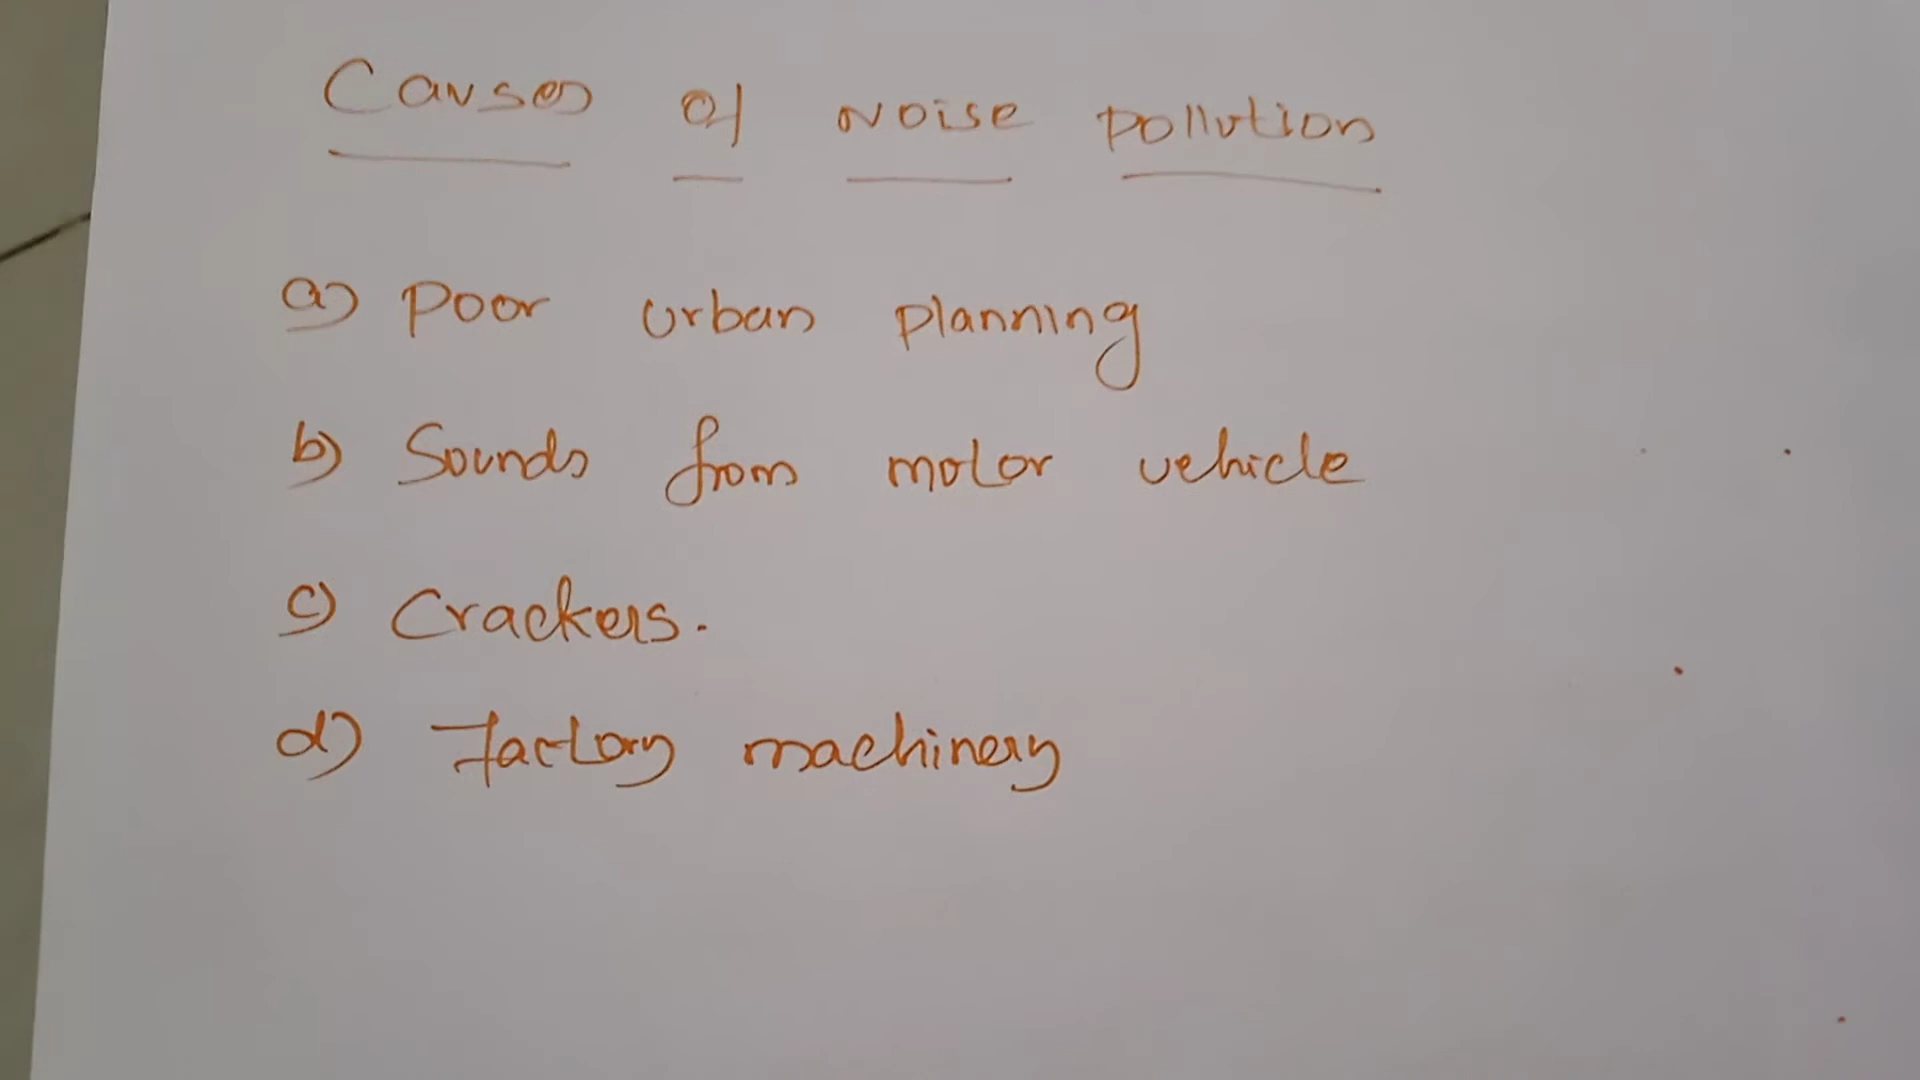 Causes of Noise pollution
a) Poor urban planning
b) Sounds from motor vehicle
c) Crackers.
d) Factory machinery